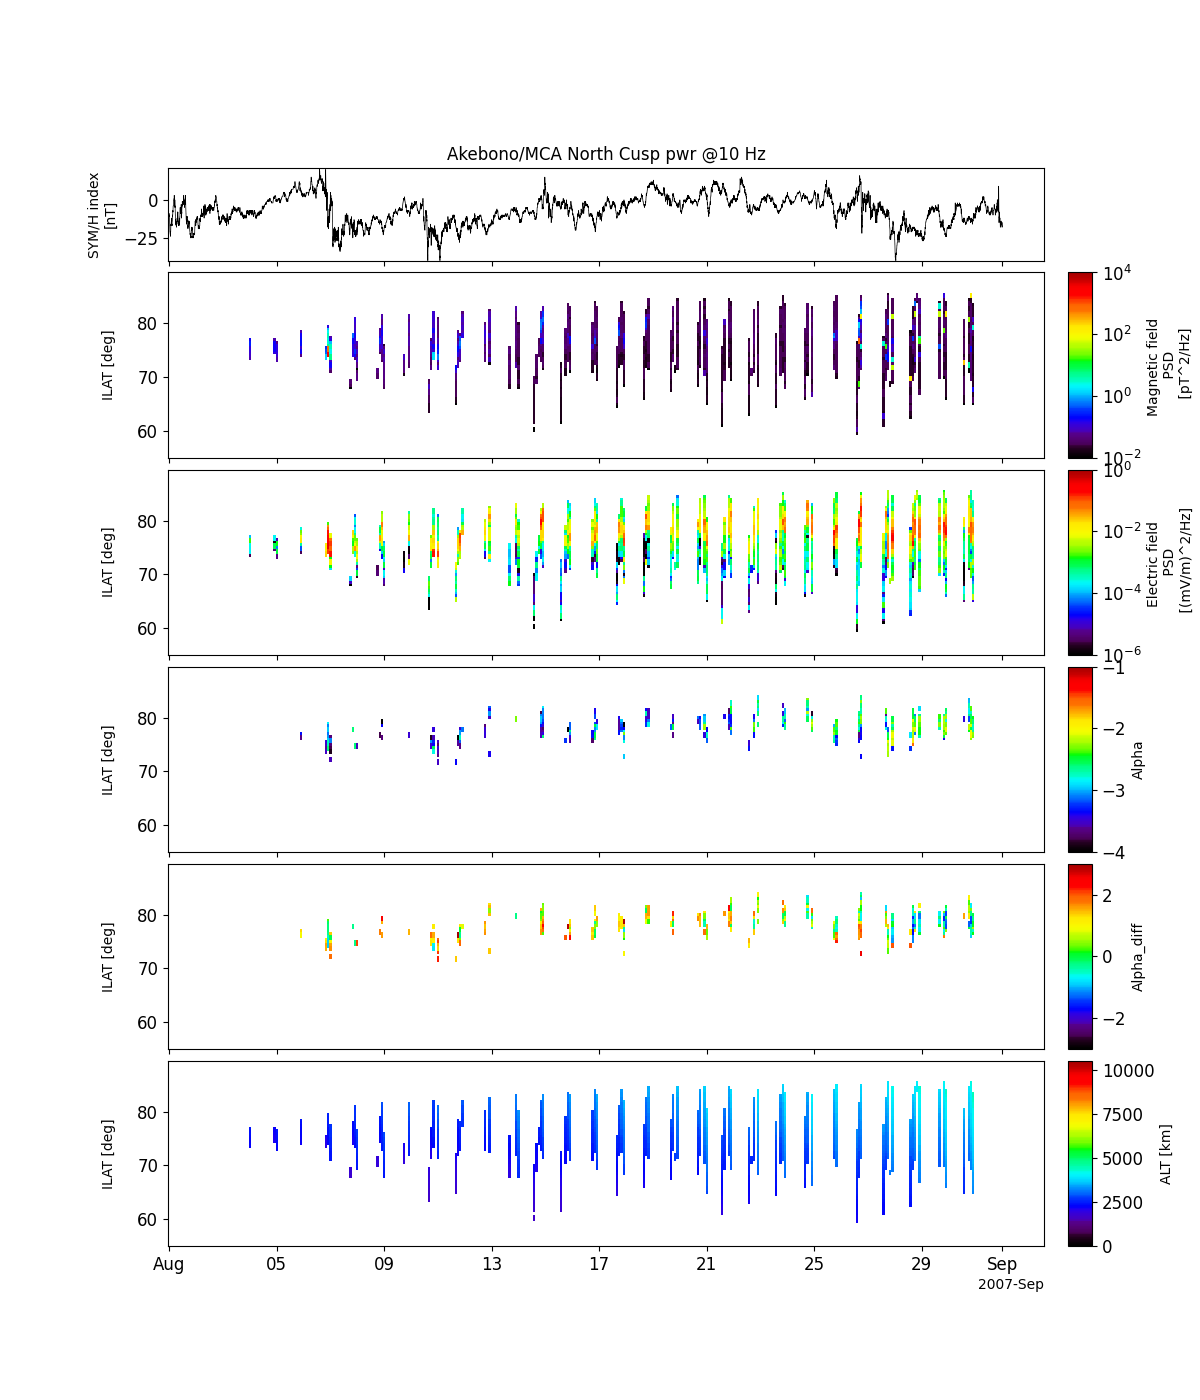 Akebono/MCA North Cusp pwr @10 Hz
SYM/H index
[nT]
0
−25
ILAT [deg]
80
70
60
10^4
10^2
10^0
10^−2
Magnetic field
PSD
[pT^2/Hz]
ILAT [deg]
80
70
60
10^0
10^−2
10^−4
10^−6
Electric field
PSD
[(mV/m)^2/Hz]
ILAT [deg]
80
70
60
−1
−2
−3
−4
Alpha
ILAT [deg]
80
70
60
2
0
−2
Alpha_diff
ILAT [deg]
80
70
60
10000
7500
5000
2500
0
ALT [km]
Aug 05 09 13 17 21 25 29 Sep
2007-Sep